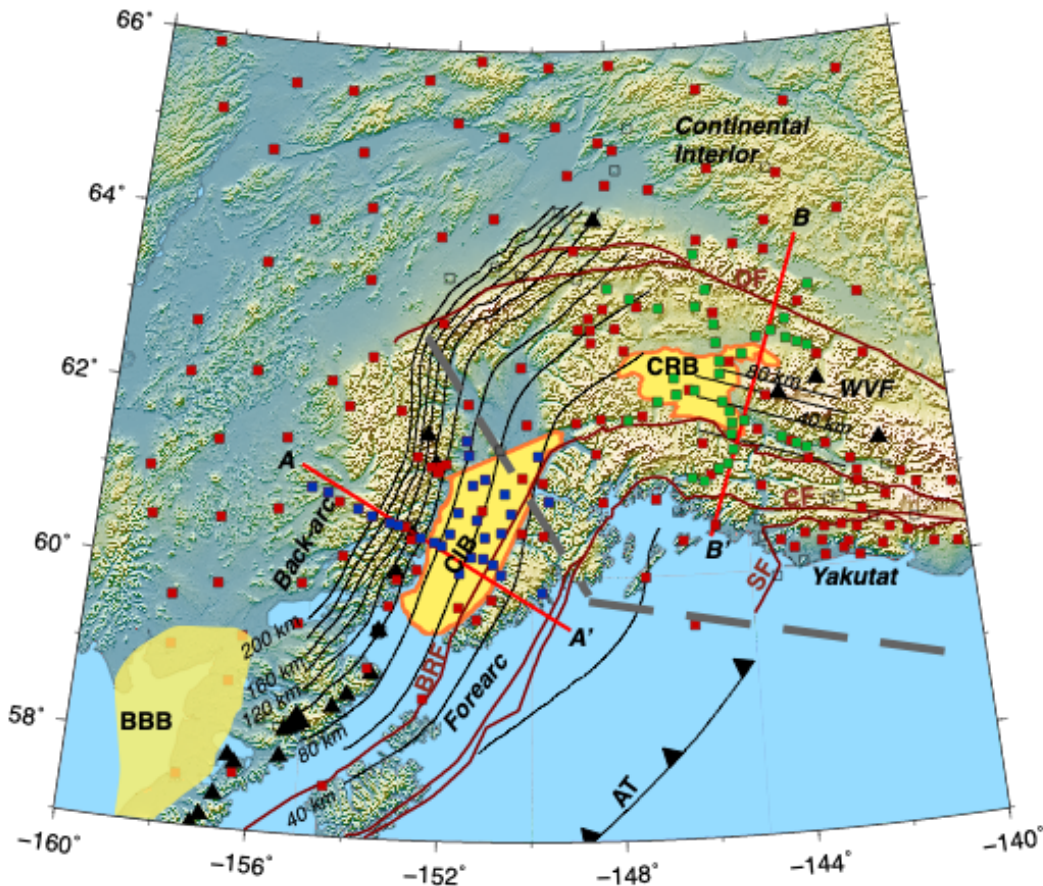 66˚
64˚
62˚
60˚
58˚
−160˚
−156˚
−152˚
−148˚
−144˚
−140˚
Continental
Interior
B
DF
CRB
80 km
WVF
40 km
A
Back-arc
CIB
CF
B'
SF
Yakutat
A'
200 km
160 km
120 km
80 km
40 km
BRF
Forearc
BBB
AT